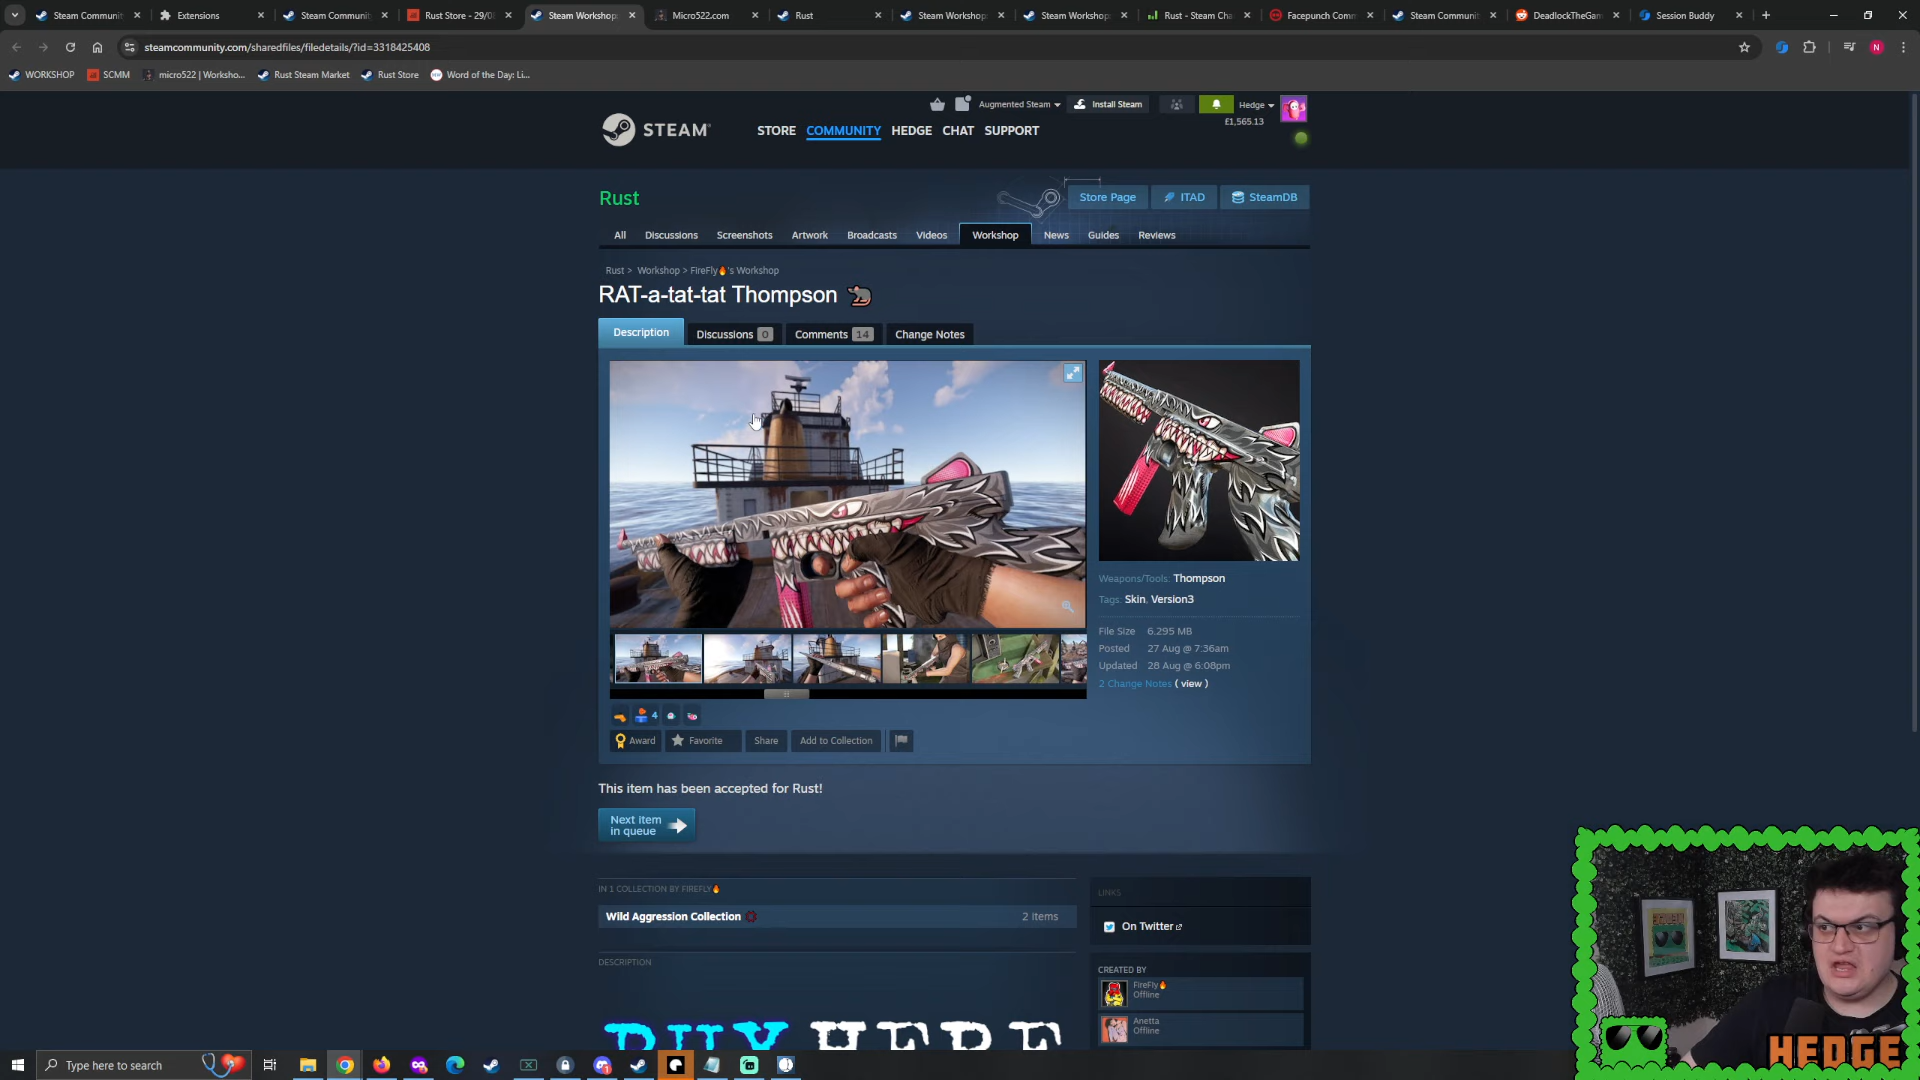 Steam Communit
Extensions
Steam Communit
Rust Store - 29/0
Steam Workshop:
Micro522.com
Rust
Steam Workshop:
Steam Workshop:
Rust - Steam Cha
Facepunch Comm
Steam Communit
DeadlockTheGam
Session Buddy
steamcommunity.com/sharedfiles/filedetails/?id=3318425408
N
WORKSHOP
SCMM
micro522 | Worksho...
Rust Steam Market
Rust Store
Word of the Day: Li...
Augmented Steam
Install Steam
Hedge
£1,565.13
STEAM
STORE COMMUNITY HEDGE CHAT SUPPORT
Rust
Store Page
ITAD
SteamDB
All Discussions Screenshots Artwork Broadcasts Videos Workshop News Guides Reviews
Rust > Workshop > FireFly🔥's Workshop
RAT-a-tat-tat Thompson
Description
Discussions 0
Comments 14
Change Notes
Weapons/Tools: Thompson
Tags: Skin, Version3
File Size 6.295 MB
Posted 27 Aug @ 7:36am
Updated 28 Aug @ 6:08pm
2 Change Notes ( view )
4
Award
Favorite
Share
Add to Collection
This item has been accepted for Rust!
Next item
in queue
IN 1 COLLECTION BY FIREFLY🔥
Wild Aggression Collection
2 items
DESCRIPTION
BUY HERE
LINKS
On Twitter
CREATED BY
FireFly🔥
Offline
Anetta
Offline
HEDGE
Type here to search